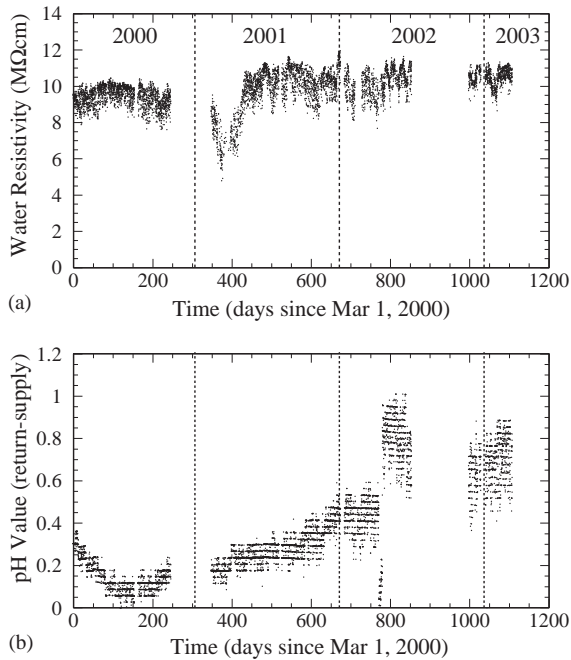 14
12
10
8
6
4
2
0
Water Resistivity (MΩcm)
2000 2001 2002 2003
0 200 400 600 800 1000 1200
(a)
Time (days since Mar 1, 2000)
1.2
1
0.8
0.6
0.4
0.2
0
pH Value (return-supply)
0 200 400 600 800 1000 1200
(b)
Time (days since Mar 1, 2000)